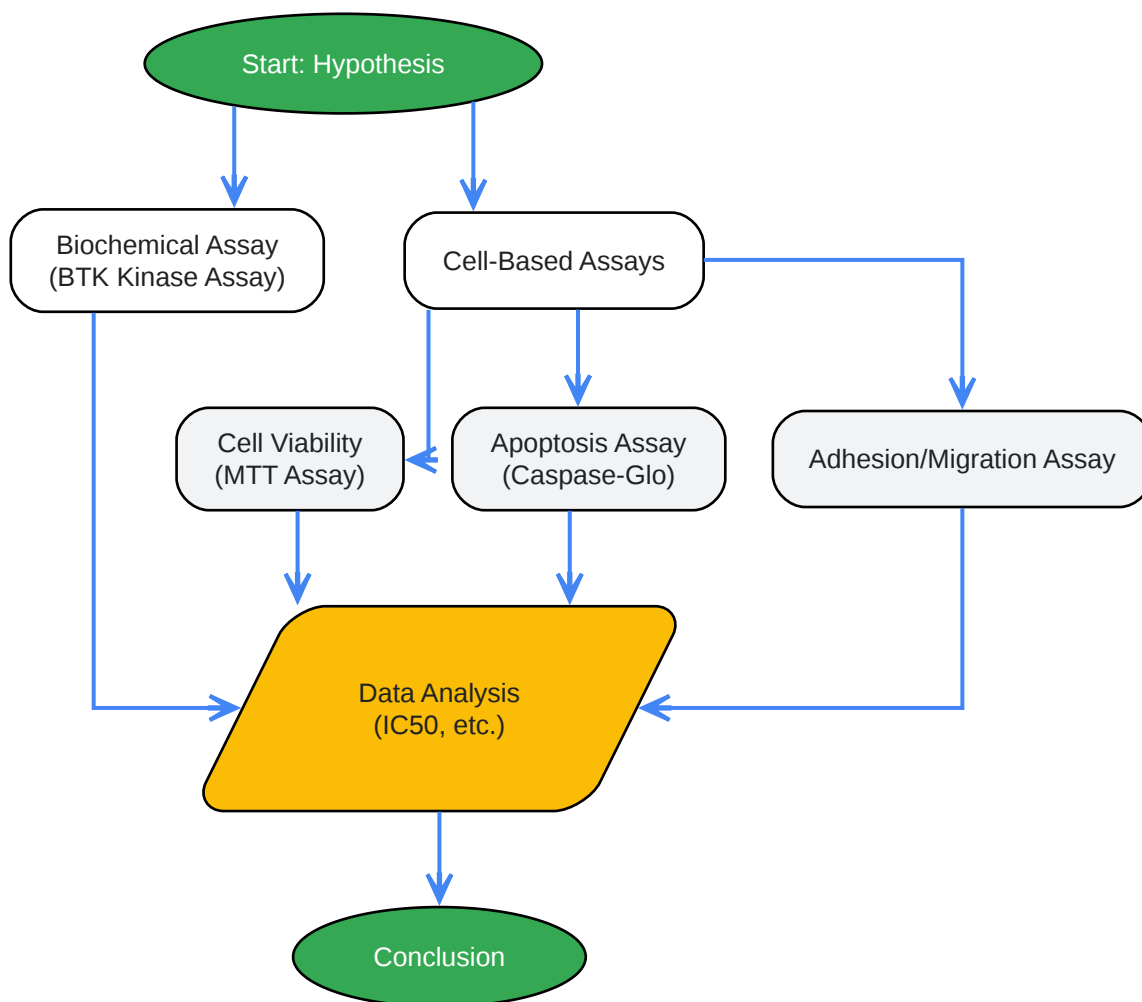 Start: Hypothesis
Biochemical Assay
(BTK Kinase Assay)
Cell-Based Assays
Cell Viability
(MTT Assay)
Apoptosis Assay
(Caspase-Glo)
Adhesion/Migration Assay
Data Analysis
(IC50, etc.)
Conclusion